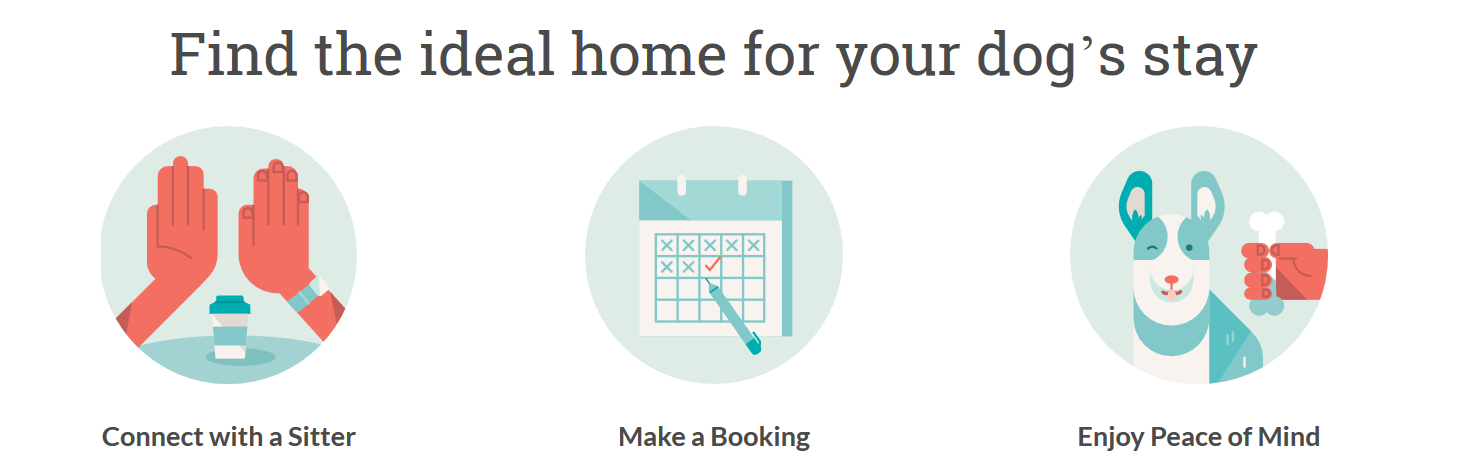 Find the ideal home for your dog’s stay
Connect with a Sitter
Make a Booking
Enjoy Peace of Mind